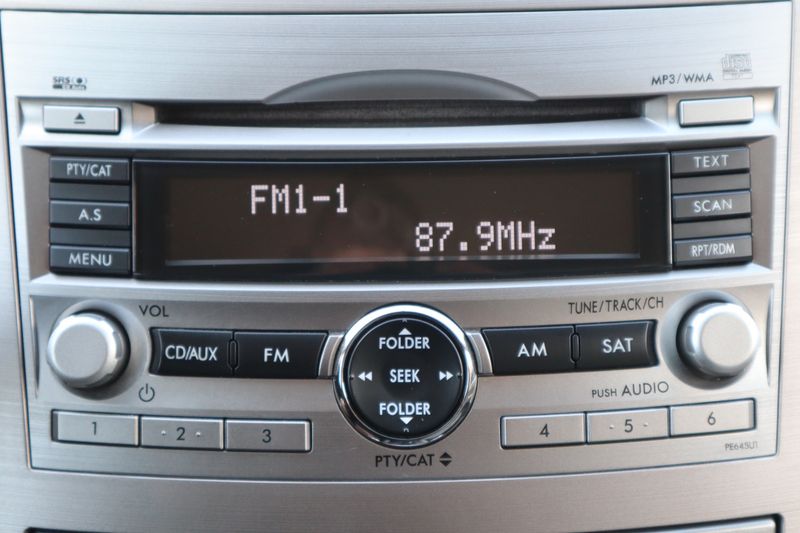 SRS
MP3/WMA
PTY/CAT
TEXT
A.S
SCAN
MENU
RPT/RDM
FM1-1
87.9MHz
VOL
TUNE/TRACK/CH
CD/AUX
FM
FOLDER
SEEK
FOLDER
AM
SAT
PUSH AUDIO
1
2
3
4
5
6
PTY/CAT
PE645U1